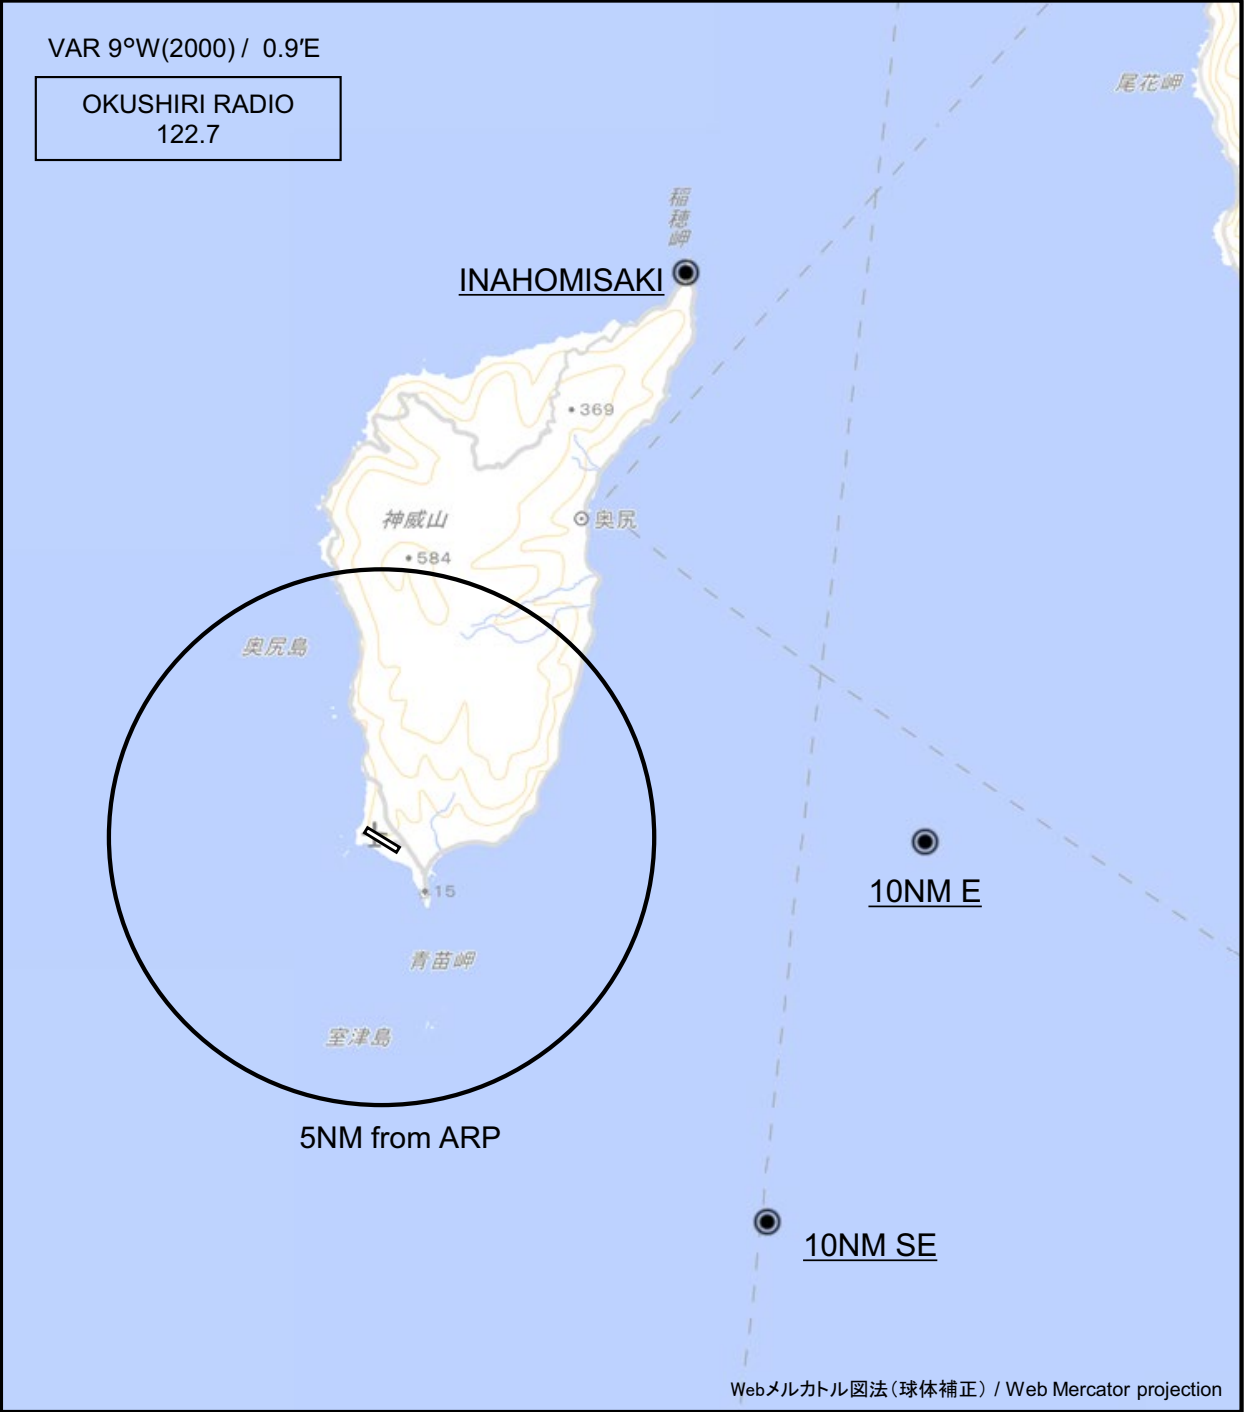 VAR 9°W(2000) / 0.9'E
OKUSHIRI RADIO
122.7
尾花岬
稲穂岬
INAHOMISAKI
369
神威山
奥尻
584
奥尻島
10NM E
15
青苗岬
室津島
5NM from ARP
10NM SE
Webメルカトル図法(球体補正) / Web Mercator projection